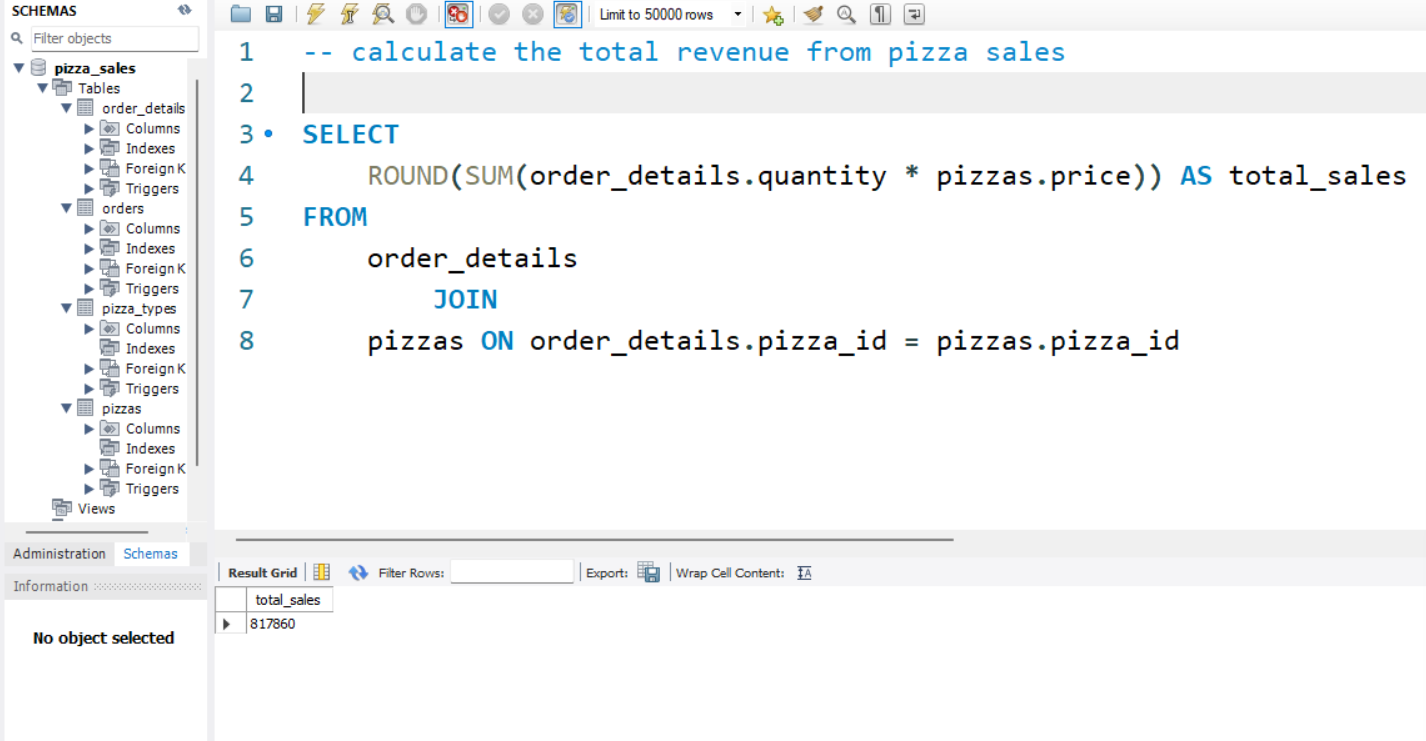 SCHEMAS
Filter objects
pizza_sales
Tables
order_details
Columns
Indexes
Foreign K
Triggers
orders
Columns
Indexes
Foreign K
Triggers
pizza_types
Columns
Indexes
Foreign K
Triggers
pizzas
Columns
Indexes
Foreign K
Triggers
Views
Administration Schemas
Information
No object selected
Limit to 50000 rows
1 -- calculate the total revenue from pizza sales
2
3 SELECT
4 ROUND(SUM(order_details.quantity * pizzas.price)) AS total_sales
5 FROM
6 order_details
7 JOIN
8 pizzas ON order_details.pizza_id = pizzas.pizza_id
Result Grid Filter Rows: Export: Wrap Cell Content:
total_sales
817860